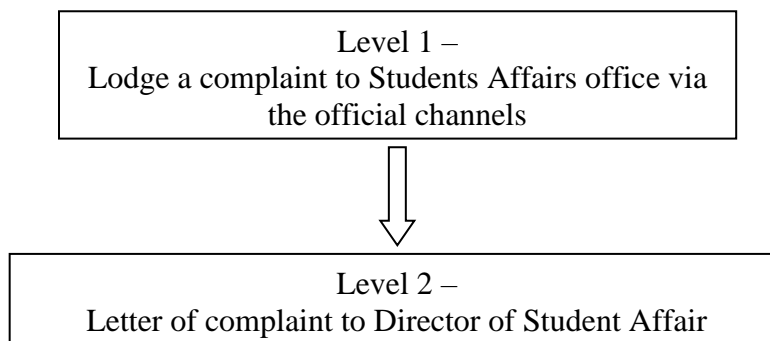 Level 1 –
Lodge a complaint to Students Affairs office via
the official channels
Level 2 –
Letter of complaint to Director of Student Affair